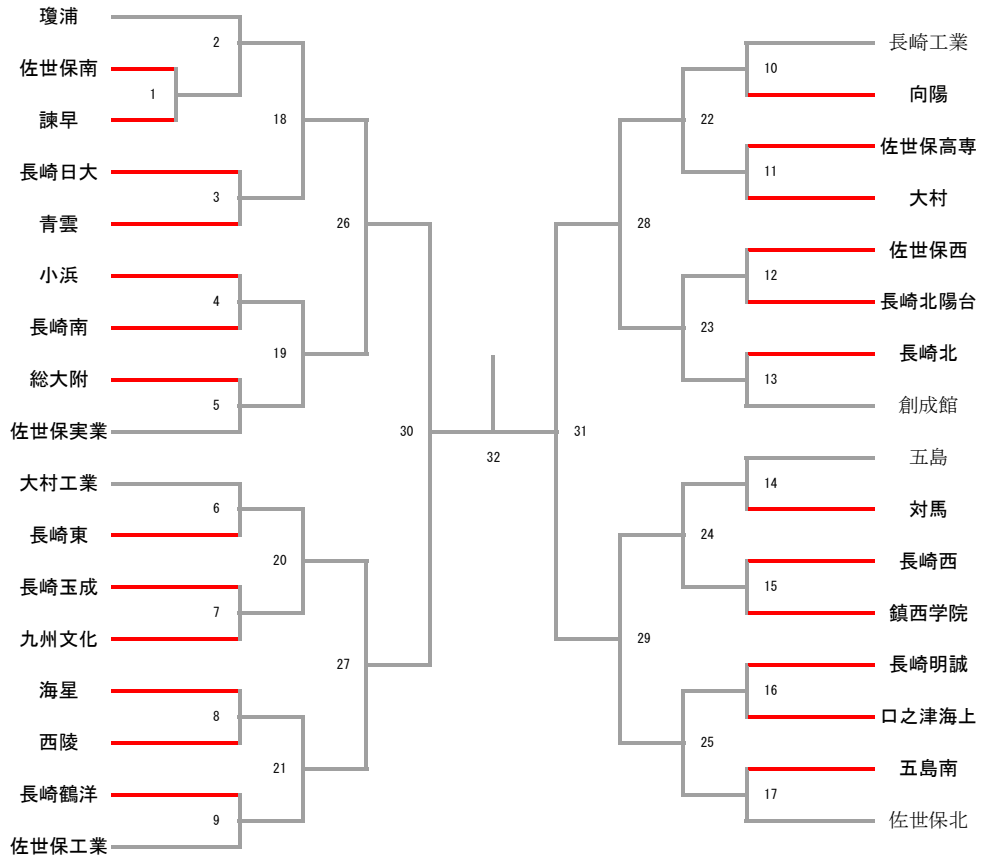 瓊浦
佐世保南
諫早
長崎日大
青雲
小浜
長崎南
総大附
佐世保実業
大村工業
長崎東
長崎玉成
九州文化
海星
西陵
長崎鶴洋
佐世保工業
1
2
3
4
5
6
7
8
9
18
19
20
21
26
27
30
32
31
28
29
22
23
24
25
10
11
12
13
14
15
16
17
長崎工業
向陽
佐世保高専
大村
佐世保西
長崎北陽台
長崎北
創成館
五島
対馬
長崎西
鎮西学院
長崎明誠
口之津海上
五島南
佐世保北